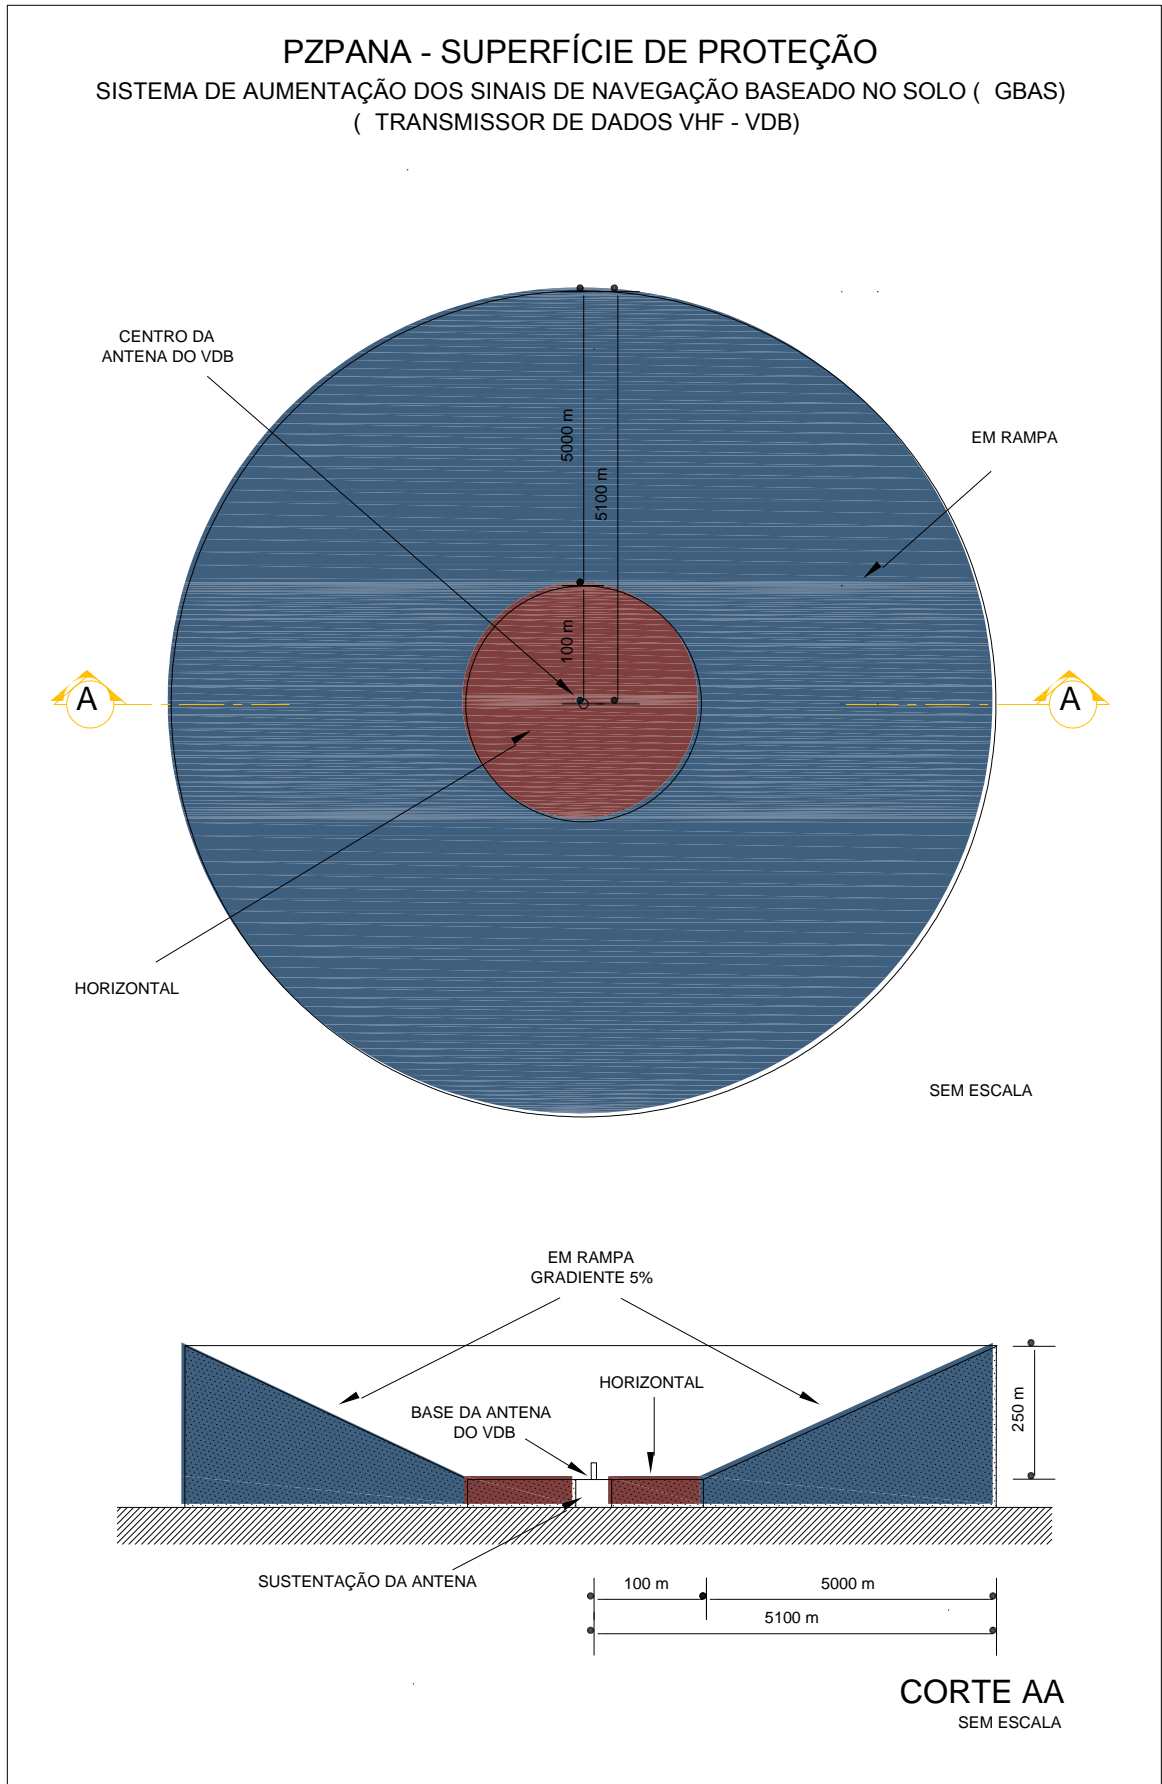 PZPANA - SUPERFÍCIE DE PROTEÇÃO
SISTEMA DE AUMENTAÇÃO DOS SINAIS DE NAVEGAÇÃO BASEADO NO SOLO ( GBAS)
( TRANSMISSOR DE DADOS VHF - VDB)
CENTRO DA
ANTENA DO VDB
5000 m
5100 m
EM RAMPA
100 m
A
A
HORIZONTAL
SEM ESCALA
EM RAMPA
GRADIENTE 5%
HORIZONTAL
BASE DA ANTENA
DO VDB
250 m
SUSTENTAÇÃO DA ANTENA
100 m
5000 m
5100 m
CORTE AA
SEM ESCALA